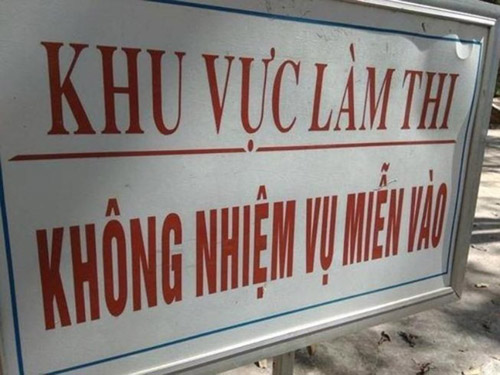 KHU VỰC LÀM THI
KHÔNG NHIỆM VỤ MIỄN VÀO